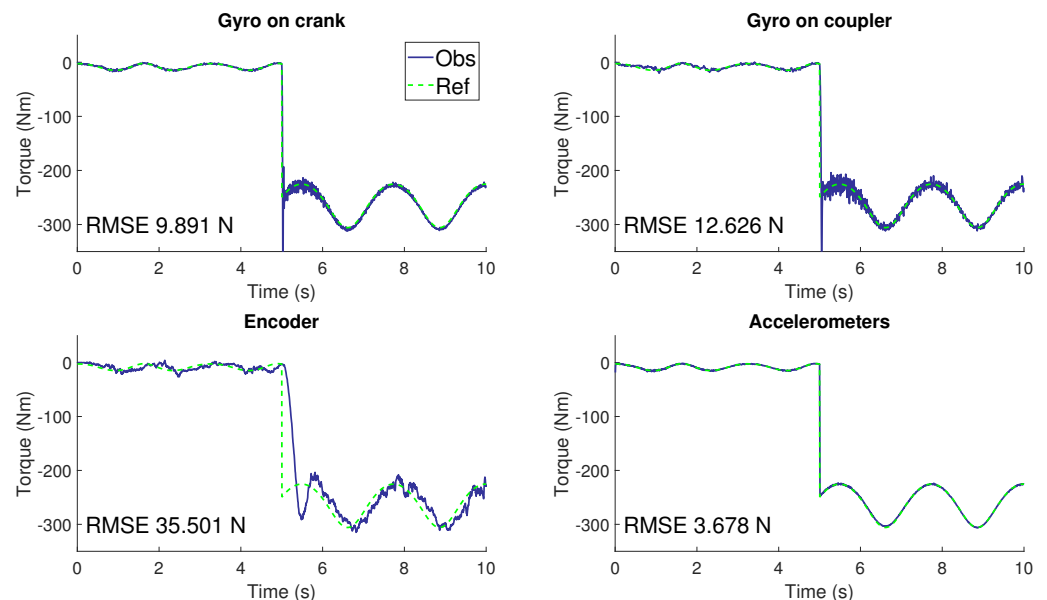 Gyro on crank
Gyro on coupler
Torque (Nm)
0
-100
-200
-300
Obs
Ref
RMSE 9.891 N
0 2 4 6 8 10
Time (s)
Torque (Nm)
0
-100
-200
-300
RMSE 12.626 N
0 2 4 6 8 10
Time (s)
Encoder
Accelerometers
Torque (Nm)
0
-100
-200
-300
RMSE 35.501 N
0 2 4 6 8 10
Time (s)
Torque (Nm)
0
-100
-200
-300
RMSE 3.678 N
0 2 4 6 8 10
Time (s)